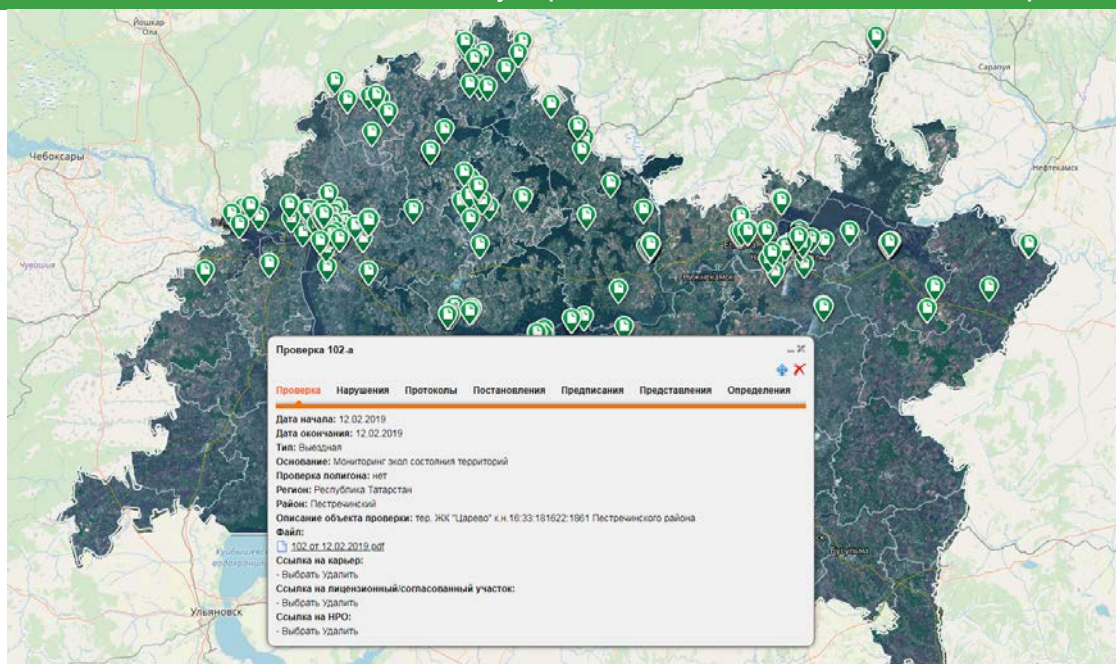 Йошкар-
Ола
Сарапул
Чебоксары
Нефтекамск
Чувашия
Нижнекамск
Проверка 102-а
Проверка Нарушения Протоколы Постановления Предписания Представления Определения
Дата начала: 12.02.2019
Дата окончания: 12.02.2019
Тип: Выездная
Основание: Мониторинг экол состояния территорий
Проверка полигона: нет
Регион: Республика Татарстан
Район: Пестречинский
Описание объекта проверки: тер. ЖК "Царево" к.н.16:33:181622:1861 Пестречинского района
Файл:
102 от 12.02.2019.pdf
Ссылка на карьер:
- Выбрать Удалить
Ссылка на лицензионный/согласованный участок:
- Выбрать Удалить
Ссылка на НРО:
- Выбрать Удалить
Бугульма
Ульяновск